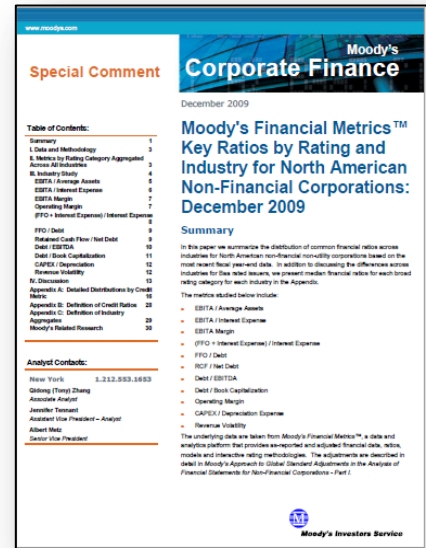 www.moodys.com
Special Comment
Moody's
Corporate Finance
December 2009
Table of Contents:
Summary 1
I. Data and Methodology 3
II. Metrics by Rating Category Aggregated
Across All Industries 3
III. Industry Study 4
EBITA / Average Assets 5
EBITA / Interest Expense 6
EBITA Margin 7
Operating Margin 7
(FFO + Interest Expense) / Interest Expense
8
FFO / Debt 9
Retained Cash Flow / Net Debt 9
Debt / EBITDA 10
Debt / Book Capitalization 11
CAPEX / Depreciation 12
Revenue Volatility 12
IV. Discussion 13
Appendix A: Detailed Distributions by Credit
Metric 15
Appendix B: Definition of Credit Ratios 28
Appendix C: Definition of Industry
Aggregates 29
Moody's Related Research 30
Analyst Contacts:
New York 1.212.553.1653
Qidong (Tony) Zhang
Associate Analyst
Jennifer Tennant
Assistant Vice President – Analyst
Albert Metz
Senior Vice President
Moody's Financial Metrics™
Key Ratios by Rating and
Industry for North American
Non-Financial Corporations:
December 2009
Summary
In this paper we summarize the distribution of common financial ratios across
industries for North American non-financial non-utility corporations based on the
most recent fiscal year-end data. In addition to discussing the differences across
industries for Baa rated issuers, we present median financial ratios for each broad
rating category for each industry in the Appendix.
The metrics studied below include:
EBITA / Average Assets
EBITA / Interest Expense
EBITA Margin
(FFO + Interest Expense) / Interest Expense
FFO / Debt
RCF / Net Debt
Debt / EBITDA
Debt / Book Capitalization
Operating Margin
CAPEX / Depreciation Expense
Revenue Volatility
The underlying data are taken from Moody's Financial Metrics™, a data and
analytics platform that provides as-reported and adjusted financial data, ratios,
models and interactive rating methodologies. The adjustments are described in
detail in Moody's Approach to Global Standard Adjustments in the Analysis of
Financial Statements for Non-Financial Corporations – Part I.
Moody's Investors Service